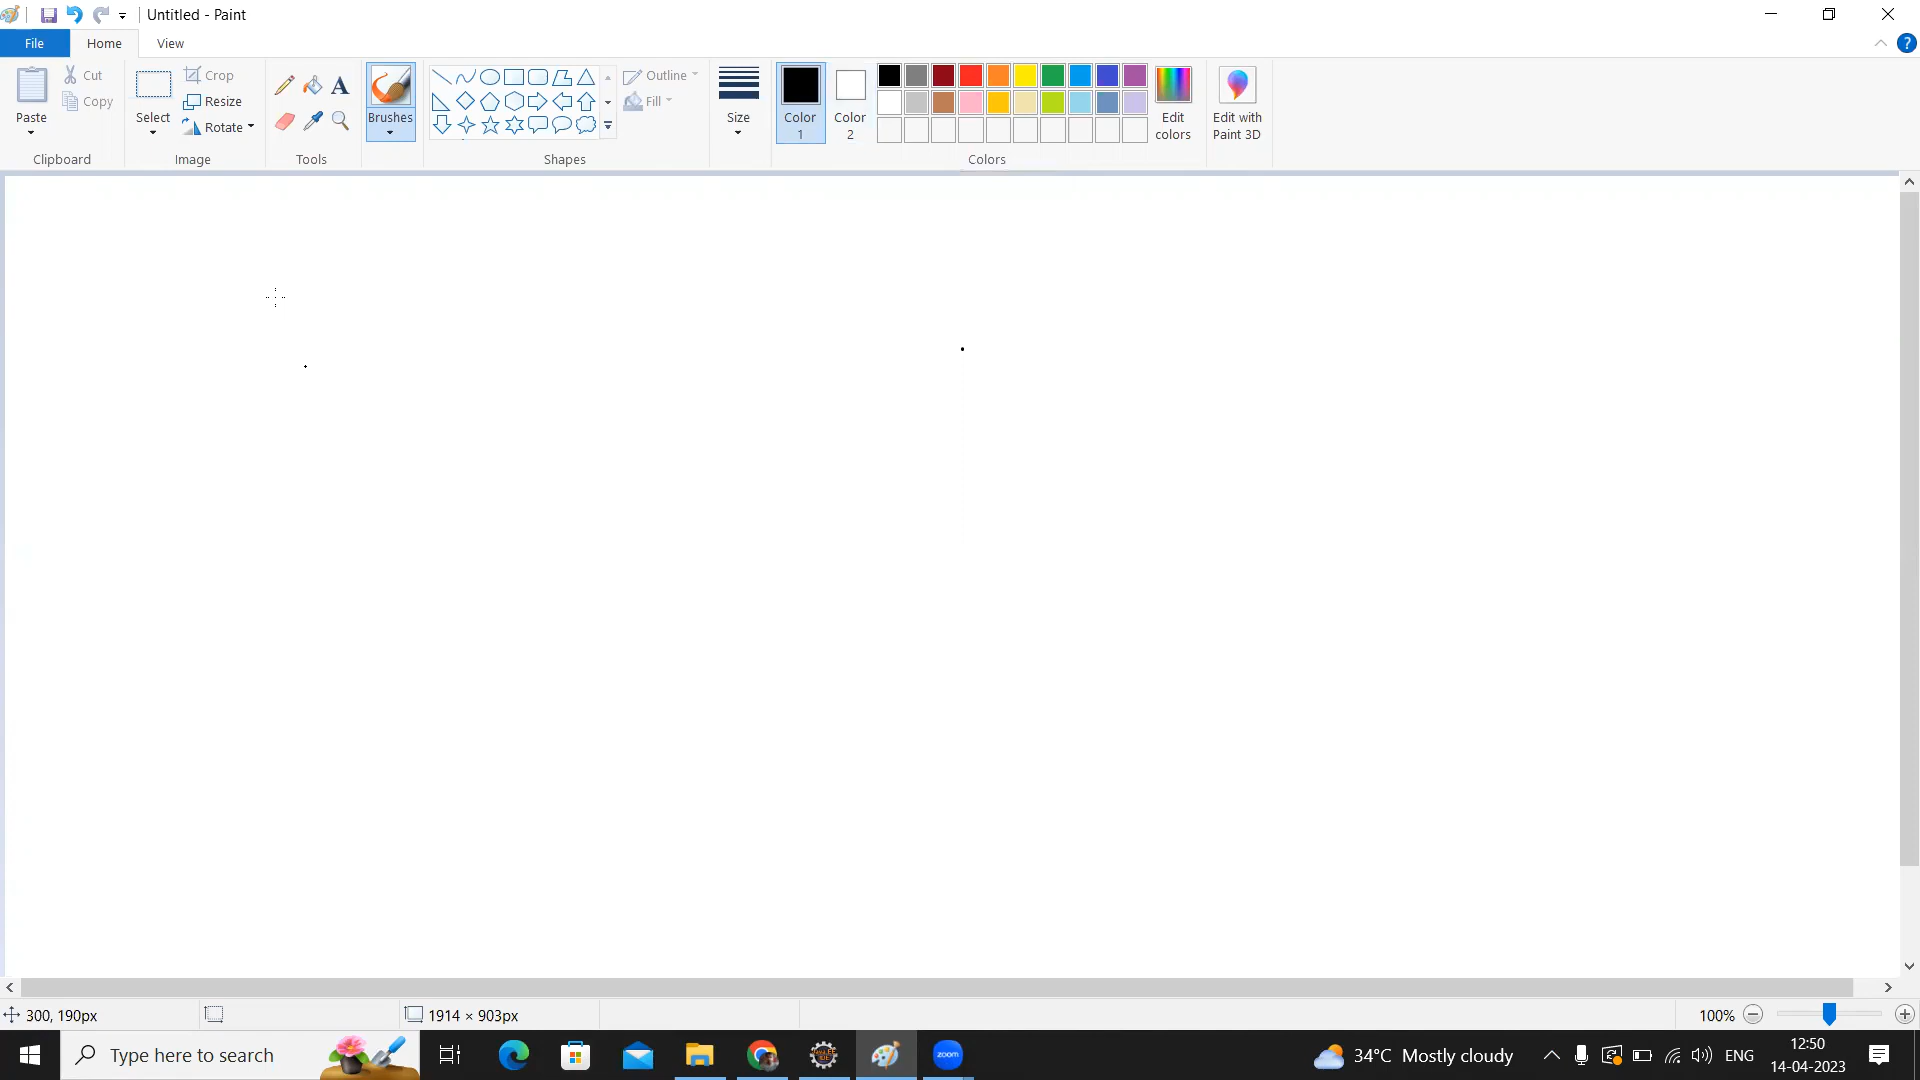 Untitled - Paint
File
Home
View
Paste
Cut
Copy
Clipboard
Select
Crop
Resize
Rotate
Image
A
Tools
Brushes
Outline
Fill
Shapes
Size
Color 1
Color 2
Edit colors
Colors
Edit with Paint 3D
?
300, 190px
1914 × 903px
100%
Type here to search
zoom
34°C Mostly cloudy
ENG
12:50
14-04-2023